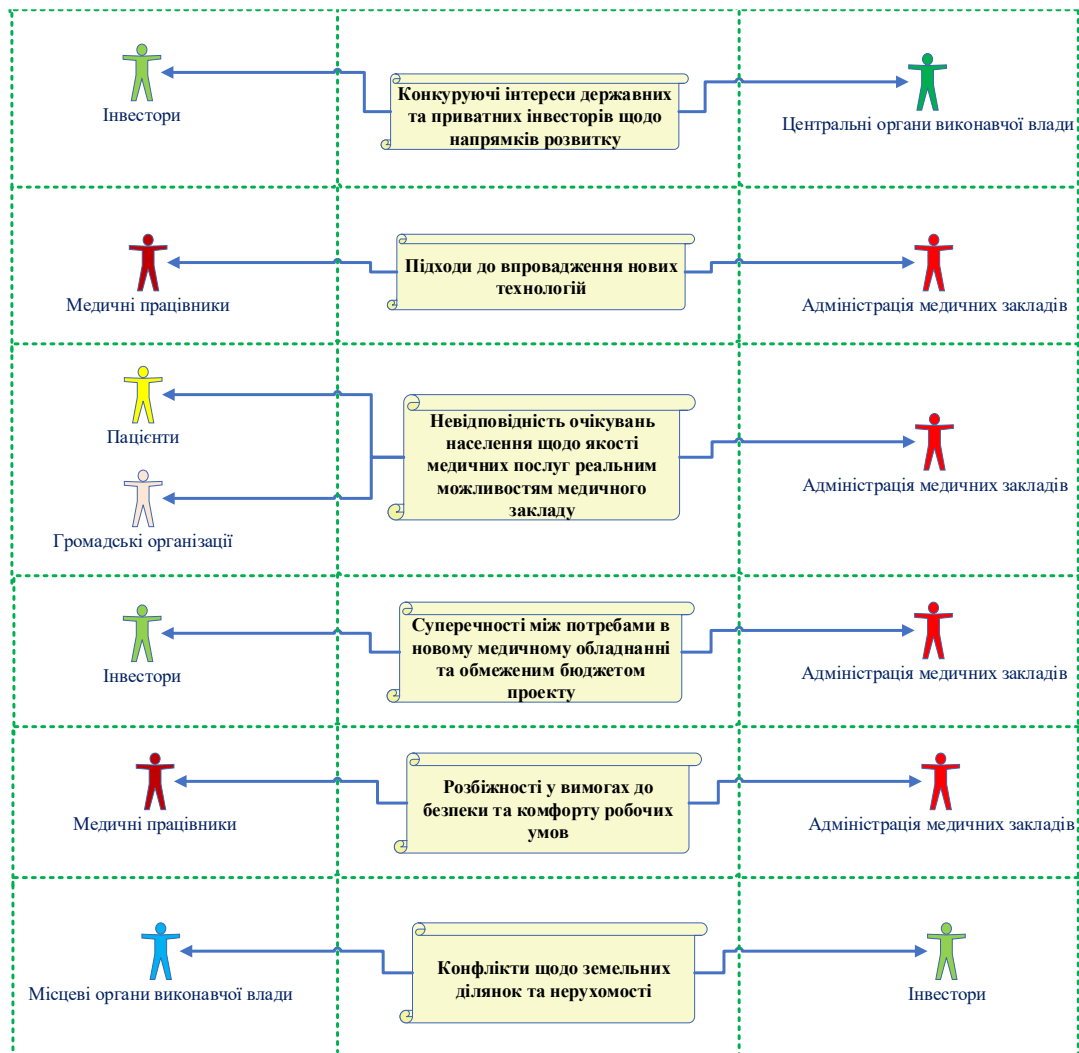 Інвестори
Конкуруючі інтереси державних
та приватних інвесторів щодо
напрямків розвитку
Центральні органи виконавчої влади
Медичні працівники
Підходи до впровадження нових
технологій
Адміністрація медичних закладів
Пацієнти
Громадські організації
Невідповідність очікувань
населення щодо якості
медичних послуг реальним
можливостям медичного
закладу
Адміністрація медичних закладів
Інвестори
Суперечності між потребами в
новому медичному обладнанні
та обмеженим бюджетом
проекту
Адміністрація медичних закладів
Медичні працівники
Розбіжності у вимогах до
безпеки та комфорту робочих
умов
Адміністрація медичних закладів
Місцеві органи виконавчої влади
Конфлікти щодо земельних
ділянок та нерухомості
Інвестори